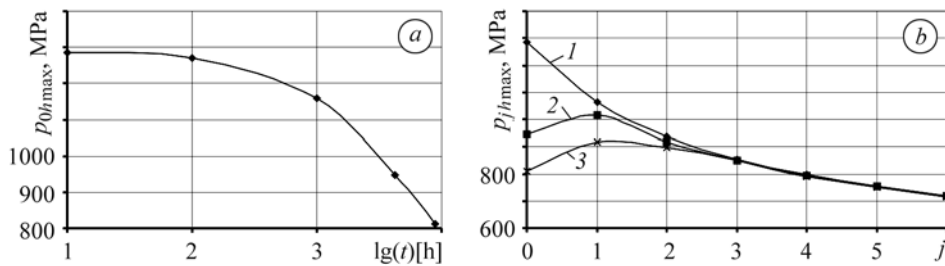 a
p0hmax, MPa
1000
900
800
1 2 3 lg(t)[h]
b
pjhmax, MPa
1
2
3
800
600
0 1 2 3 4 5 j